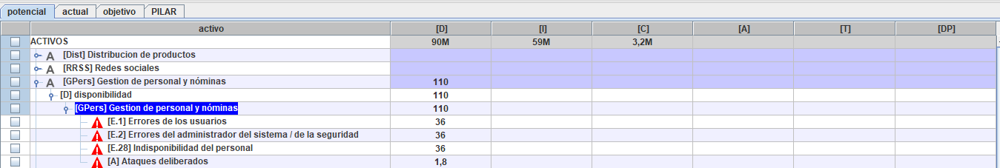 potencial actual objetivo PILAR
activo [D] [I] [C] [A] [T] [DP]
ACTIVOS 90M 59M 3,2M
A [Dist] Distribucion de productos
A [RRSS] Redes sociales
A [GPers] Gestion de personal y nóminas 110
[D] disponibilidad 110
[GPers] Gestion de personal y nóminas 110
[E.1] Errores de los usuarios 36
[E.2] Errores del administrador del sistema / de la seguridad 36
[E.28] Indisponibilidad del personal 36
[A] Ataques deliberados 1,8